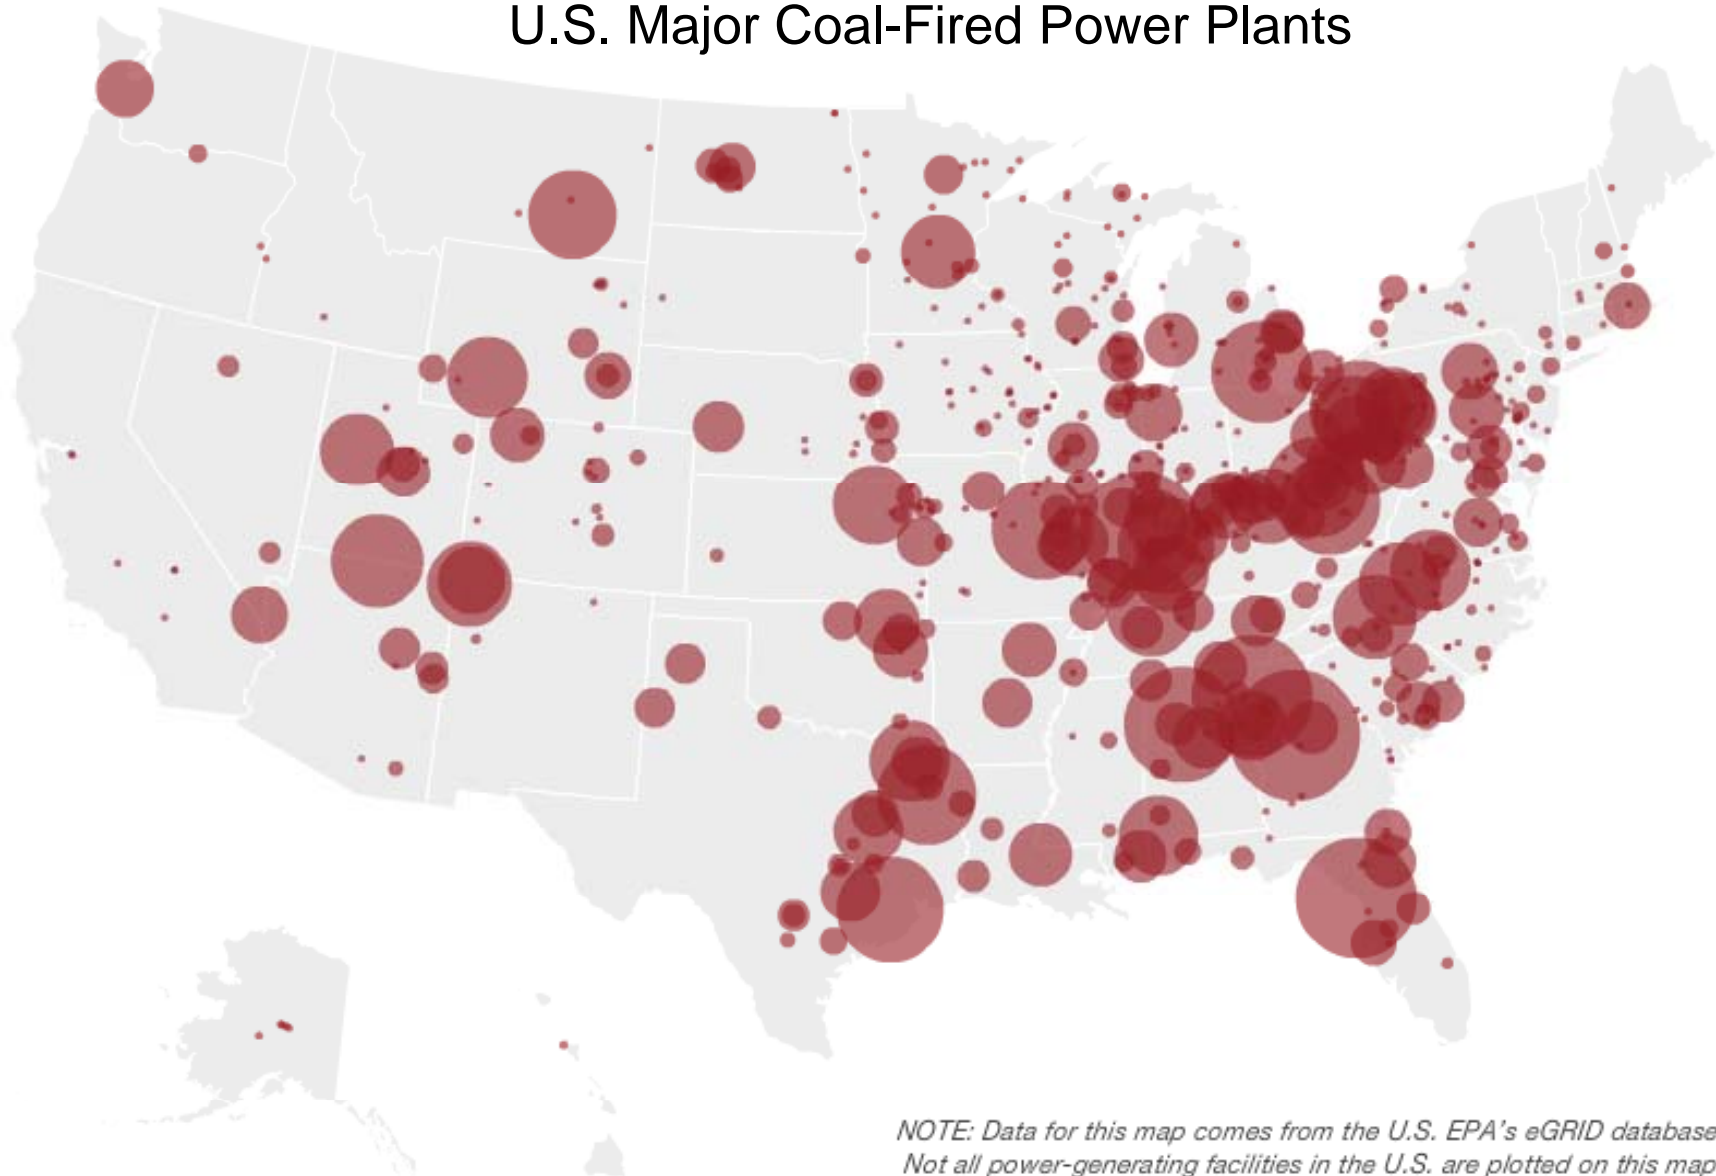 U.S. Major Coal-Fired Power Plants
NOTE: Data for this map comes from the U.S. EPA's eGRID database
Not all power-generating facilities in the U.S. are plotted on this map